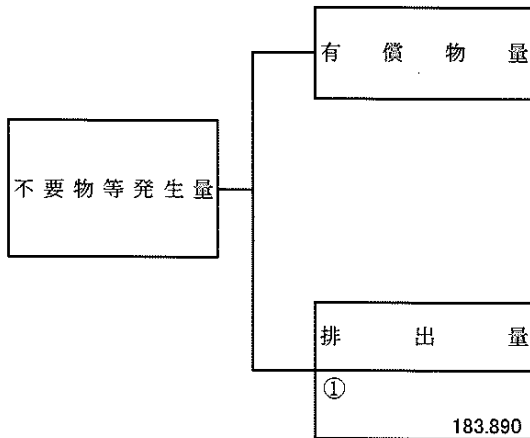 有償物量
不要物等発生量
排出量
①
183.890